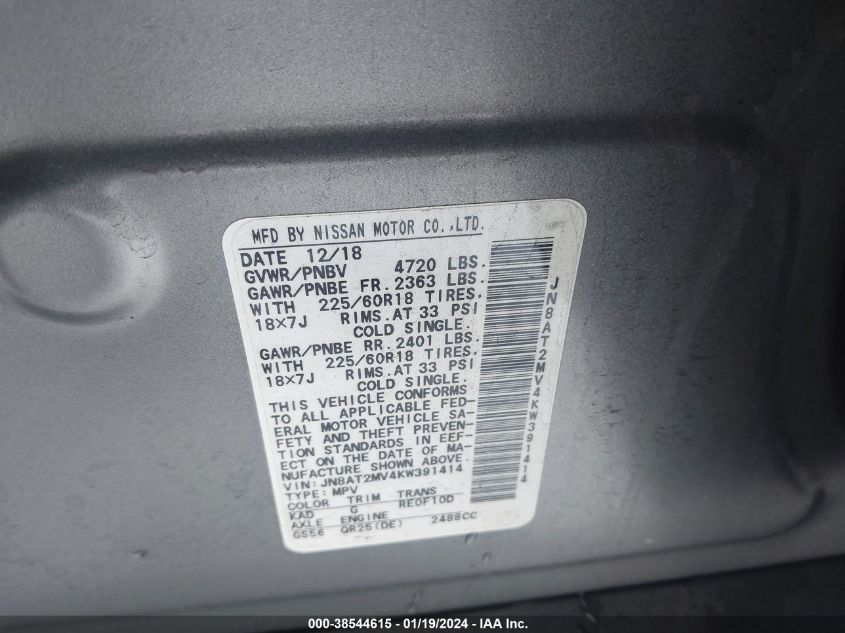 MFD BY NISSAN MOTOR CO.,LTD.
DATE 12/18
GVWR/PNBV 4720 LBS.
GAWR/PNBE FR. 2363 LBS.
WITH 225/60R18 TIRES.
18×7J RIMS.AT 33 PSI
COLD SINGLE.
GAWR/PNBE RR. 2401 LBS.
WITH 225/60R18 TIRES.
18×7J RIMS.AT 33 PSI
COLD SINGLE.
THIS VEHICLE CONFORMS
TO ALL APPLICABLE FED-
ERAL MOTOR VEHICLE SA-
FETY AND THEFT PREVEN-
TION STANDARDS IN EFF-
ECT ON THE DATE OF MA-
NUFACTURE SHOWN ABOVE.
VIN: JN8AT2MV4KW391414
TYPE: MPV
COLOR TRIM TRANS
KAD G RE0F10D
AXLE ENGINE
GS56 QR25(DE) 2488CC
JN8AT2MV4KW391414
000-38544615 - 01/19/2024 - IAA Inc.